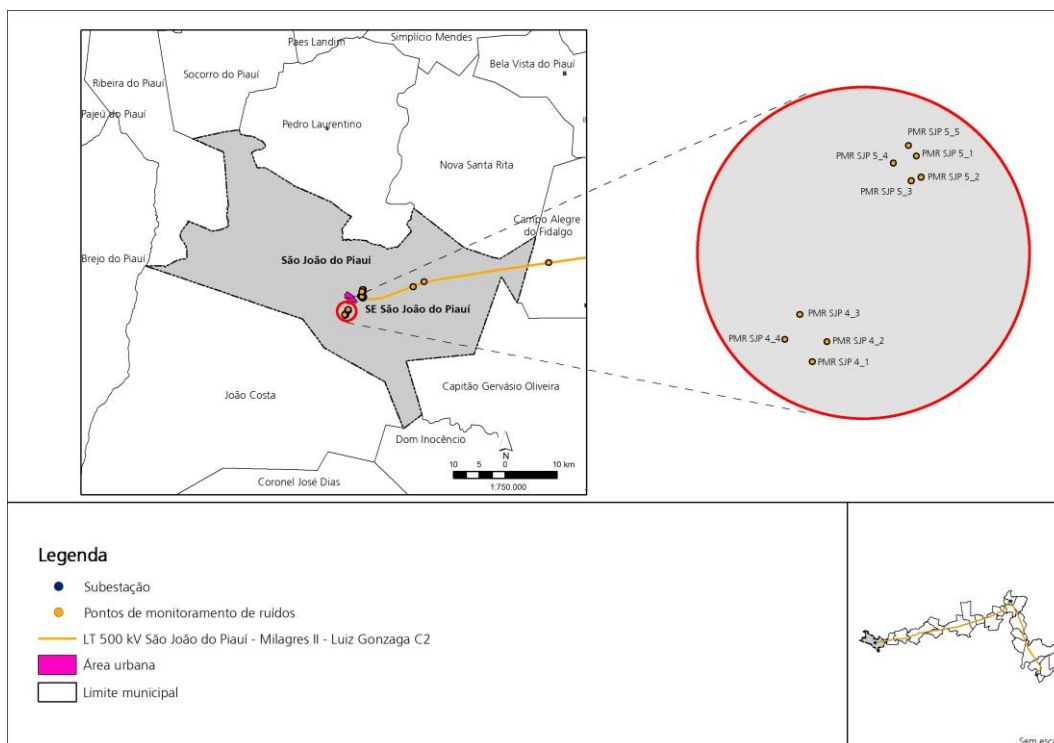 Paes Landim
Simplício Mendes
Socorro do Piauí
Bela Vista do Piauí
Ribeira do Piauí
Pajeú do Piauí
Pedro Laurentino
Nova Santa Rita
Campo Alegre
do Fidalgo
Brejo do Piauí
São João do Piauí
SE São João do Piauí
João Costa
Capitão Gervásio Oliveira
Dom Inocêncio
Coronel José Dias
N
10 5 0 10 km
1:750.000
PMR SJP 5_5
PMR SJP 5_4
PMR SJP 5_1
PMR SJP 5_2
PMR SJP 5_3
PMR SJP 4_3
PMR SJP 4_4
PMR SJP 4_2
PMR SJP 4_1
Legenda
Subestação
Pontos de monitoramento de ruídos
LT 500 kV São João do Piauí - Milagres II - Luiz Gonzaga C2
Área urbana
Limite municipal
Sem esca